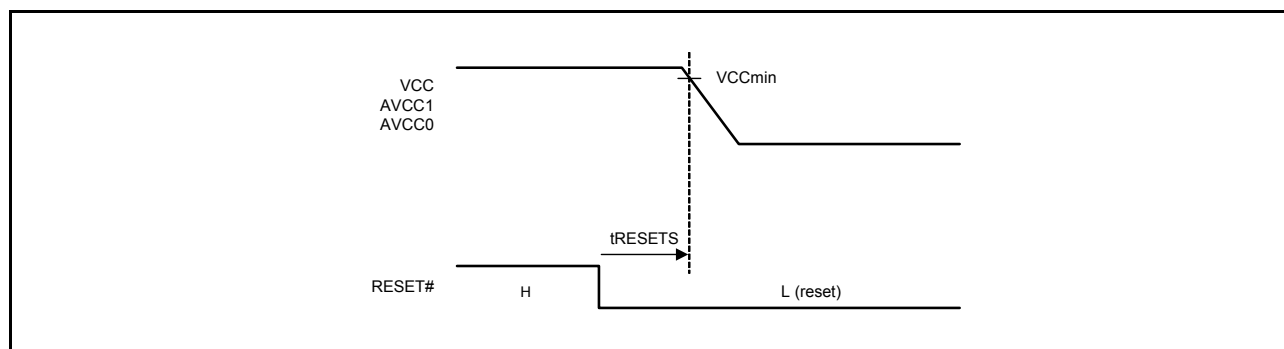 VCC
AVCC1
AVCC0
VCCmin
tRESETS
RESET#
H
L (reset)